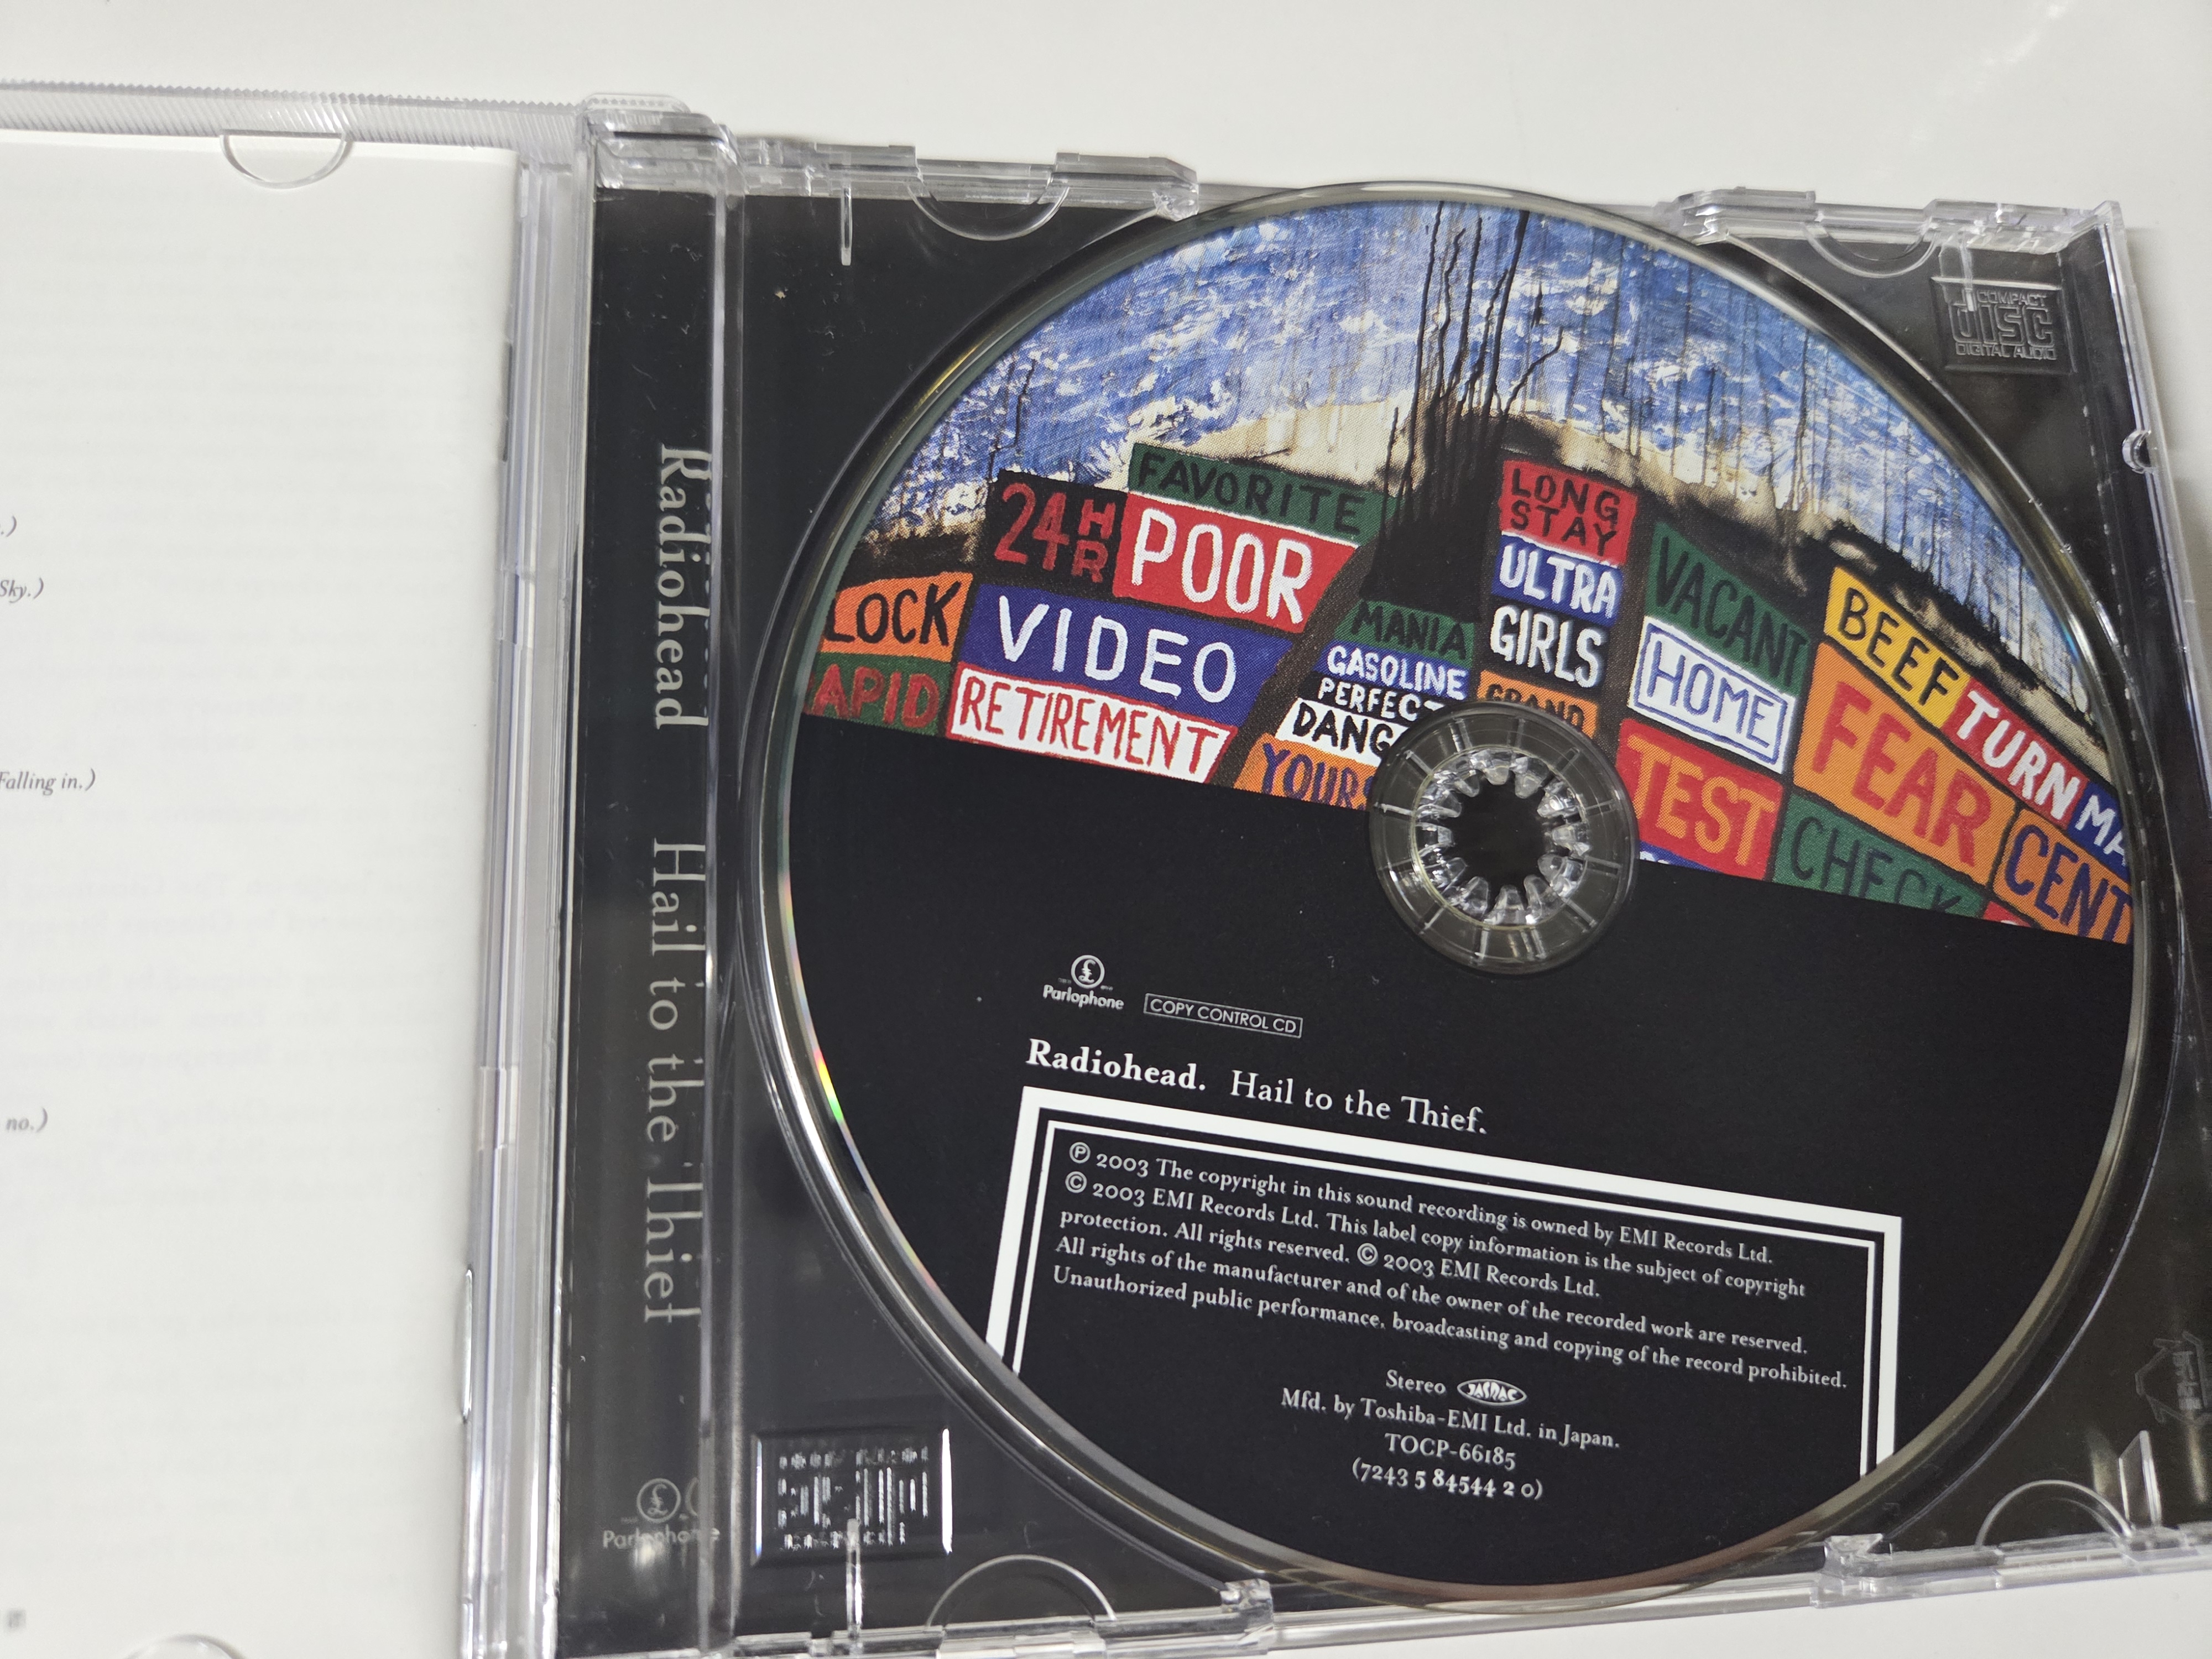 .)
Sky.)
Falling in.)
no.)
Radiohead Hail to the Thief
Parlophone
COMPACT
disc
DIGITAL AUDIO
FAVORITE
24 HR
POOR
LOCK
VIDEO
APID
RETIREMENT
MANIA
GASOLINE
PERFECT
DANG
YOURS
LONG
STAY
ULTRA
GIRLS
GRAND
VACANT
HOME
TEST
BEEF
TURN
MA
FEAR
CHECK
CENT
Parlophone
COPY CONTROL CD
Radiohead. Hail to the Thief.
Ⓟ 2003 The copyright in this sound recording is owned by EMI Records Ltd.
© 2003 EMI Records Ltd. This label copy information is the subject of copyright
protection. All rights reserved. © 2003 EMI Records Ltd.
All rights of the manufacturer and of the owner of the recorded work are reserved.
Unauthorized public performance, broadcasting and copying of the record prohibited.
Stereo JASRAC
Mfd. by Toshiba-EMI Ltd. in Japan.
TOCP-66185
(7243 5 84544 2 0)